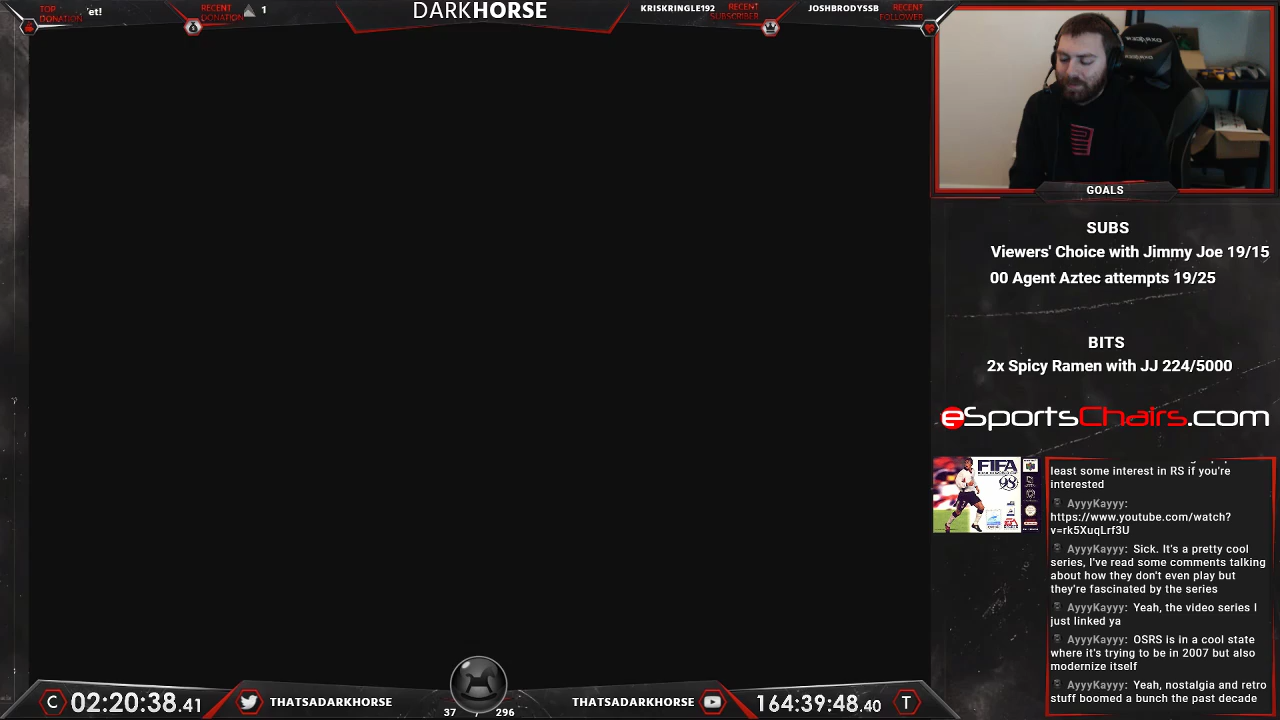 TOP
DONATION
'et!
RECENT
DONATION
1
DARKHORSE
KRISKRINGLE192
RECENT
SUBSCRIBER
JOSHBRODYSSB
RECENT
FOLLOWER
GOALS
SUBS
Viewers' Choice with Jimmy Joe 19/15
00 Agent Aztec attempts 19/25
BITS
2x Spicy Ramen with JJ 224/5000
eSportsChairs.com
FIFA
98
least some interest in RS if you're
interested
AyyyKayyy:
https://www.youtube.com/watch?
v=rk5XuqLrf3U
AyyyKayyy: Sick. It's a pretty cool
series, I've read some comments talking
about how they don't even play but
they're fascinated by the series
AyyyKayyy: Yeah, the video series I
just linked ya
AyyyKayyy: OSRS is in a cool state
where it's trying to be in 2007 but also
modernize itself
AyyyKayyy: Yeah, nostalgia and retro
stuff boomed a bunch the past decade
C 02:20:38.41
THATSADARKHORSE
37 / 296
THATSADARKHORSE
164:39:48.40 T